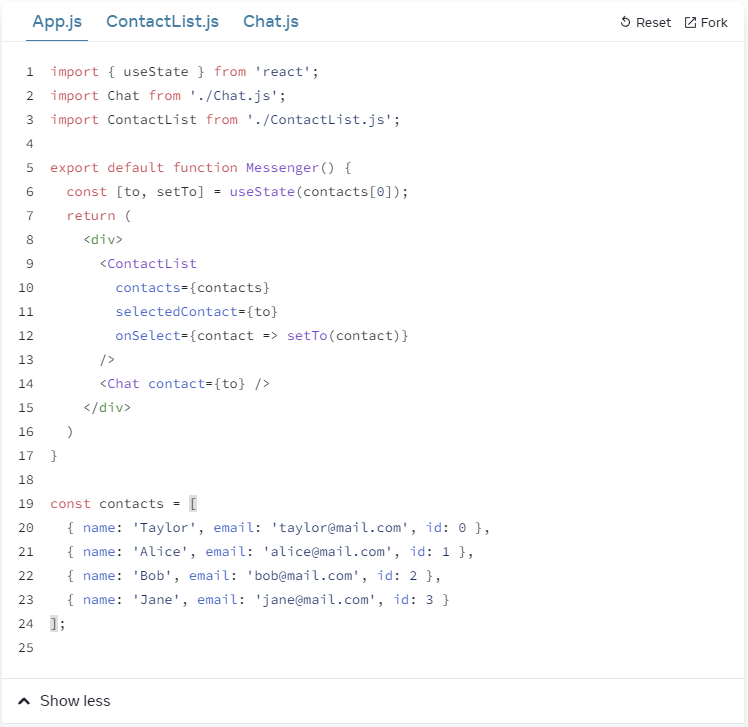 App.js ContactList.js Chat.js Reset Fork
1 import { useState } from 'react';
2 import Chat from './Chat.js';
3 import ContactList from './ContactList.js';
4
5 export default function Messenger() {
6   const [to, setTo] = useState(contacts[0]);
7   return (
8     <div>
9       <ContactList
10         contacts={contacts}
11         selectedContact={to}
12         onSelect={contact => setTo(contact)}
13       />
14       <Chat contact={to} />
15     </div>
16   )
17 }
18
19 const contacts = [
20   { name: 'Taylor', email: 'taylor@mail.com', id: 0 },
21   { name: 'Alice', email: 'alice@mail.com', id: 1 },
22   { name: 'Bob', email: 'bob@mail.com', id: 2 },
23   { name: 'Jane', email: 'jane@mail.com', id: 3 }
24 ];
25
Show less